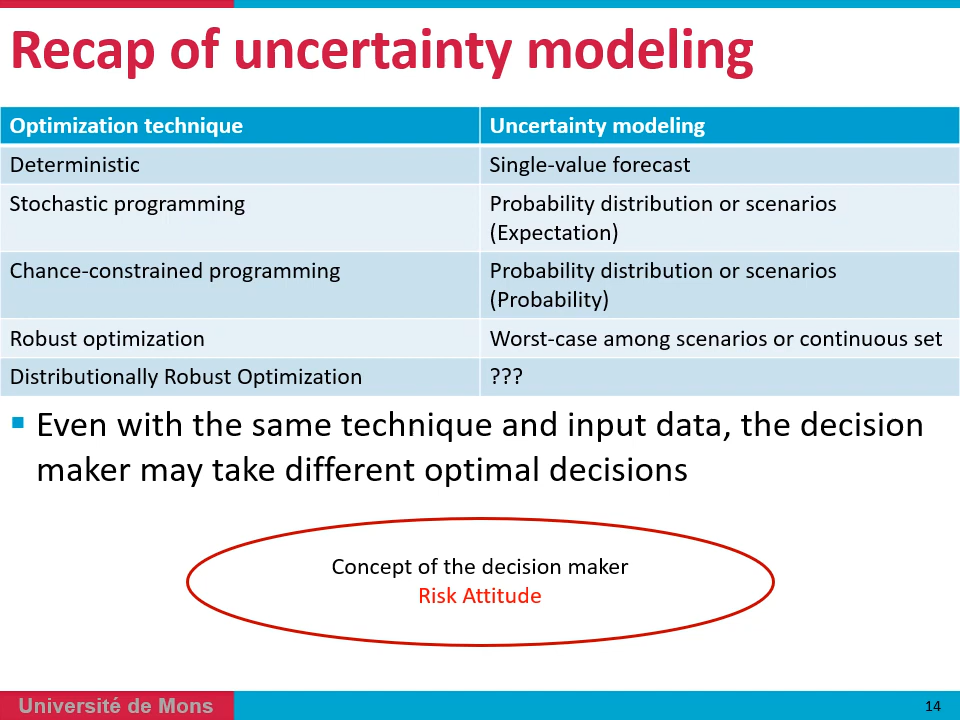 Recap of uncertainty modeling
Optimization technique
Uncertainty modeling
Deterministic
Single-value forecast
Stochastic programming
Probability distribution or scenarios
(Expectation)
Chance-constrained programming
Probability distribution or scenarios
(Probability)
Robust optimization
Worst-case among scenarios or continuous set
Distributionally Robust Optimization
???
Even with the same technique and input data, the decision
maker may take different optimal decisions
Concept of the decision maker
Risk Attitude
Université de Mons
14